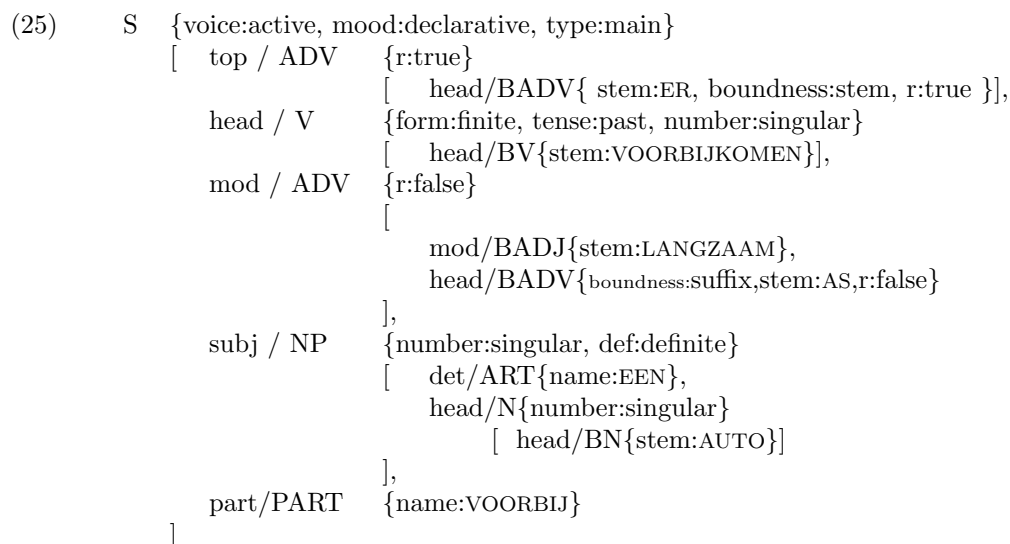 (25) S {voice:active, mood:declarative, type:main}
[ top / ADV {r:true}
[ head/BADV{ stem:ER, boundness:stem, r:true }],
head / V {form:finite, tense:past, number:singular}
[ head/BV{stem:VOORBIJKOMEN}],
mod / ADV {r:false}
[
mod/BADJ{stem:LANGZAAM},
head/BADV{boundness:suffix,stem:AS,r:false}
],
subj / NP {number:singular, def:definite}
[ det/ART{name:EEN},
head/N{number:singular}
[ head/BN{stem:AUTO}]
],
part/PART {name:VOORBIJ}
]